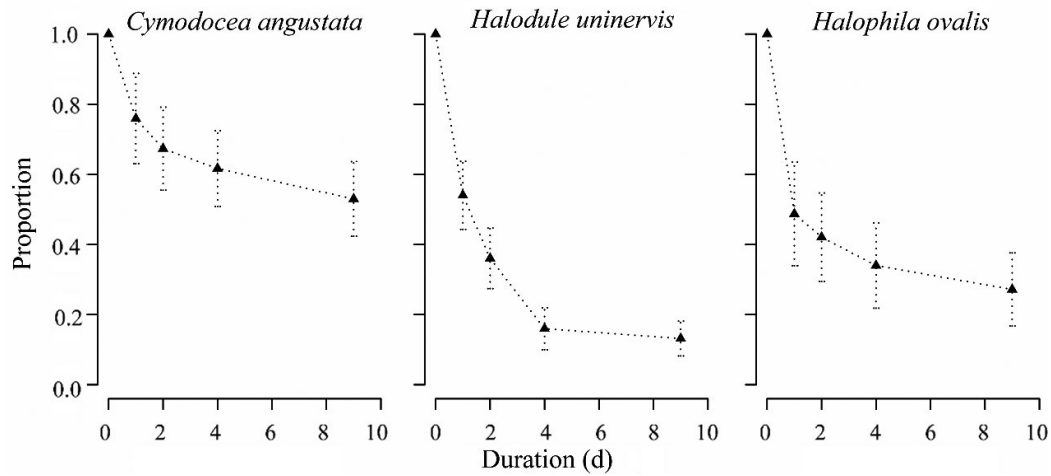 Cymodocea angustata
Halodule uninervis
Halophila ovalis
Proportion
1.0
0.8
0.6
0.4
0.2
0.0
0 2 4 6 8 10
0 2 4 6 8 10
0 2 4 6 8 10
Duration (d)